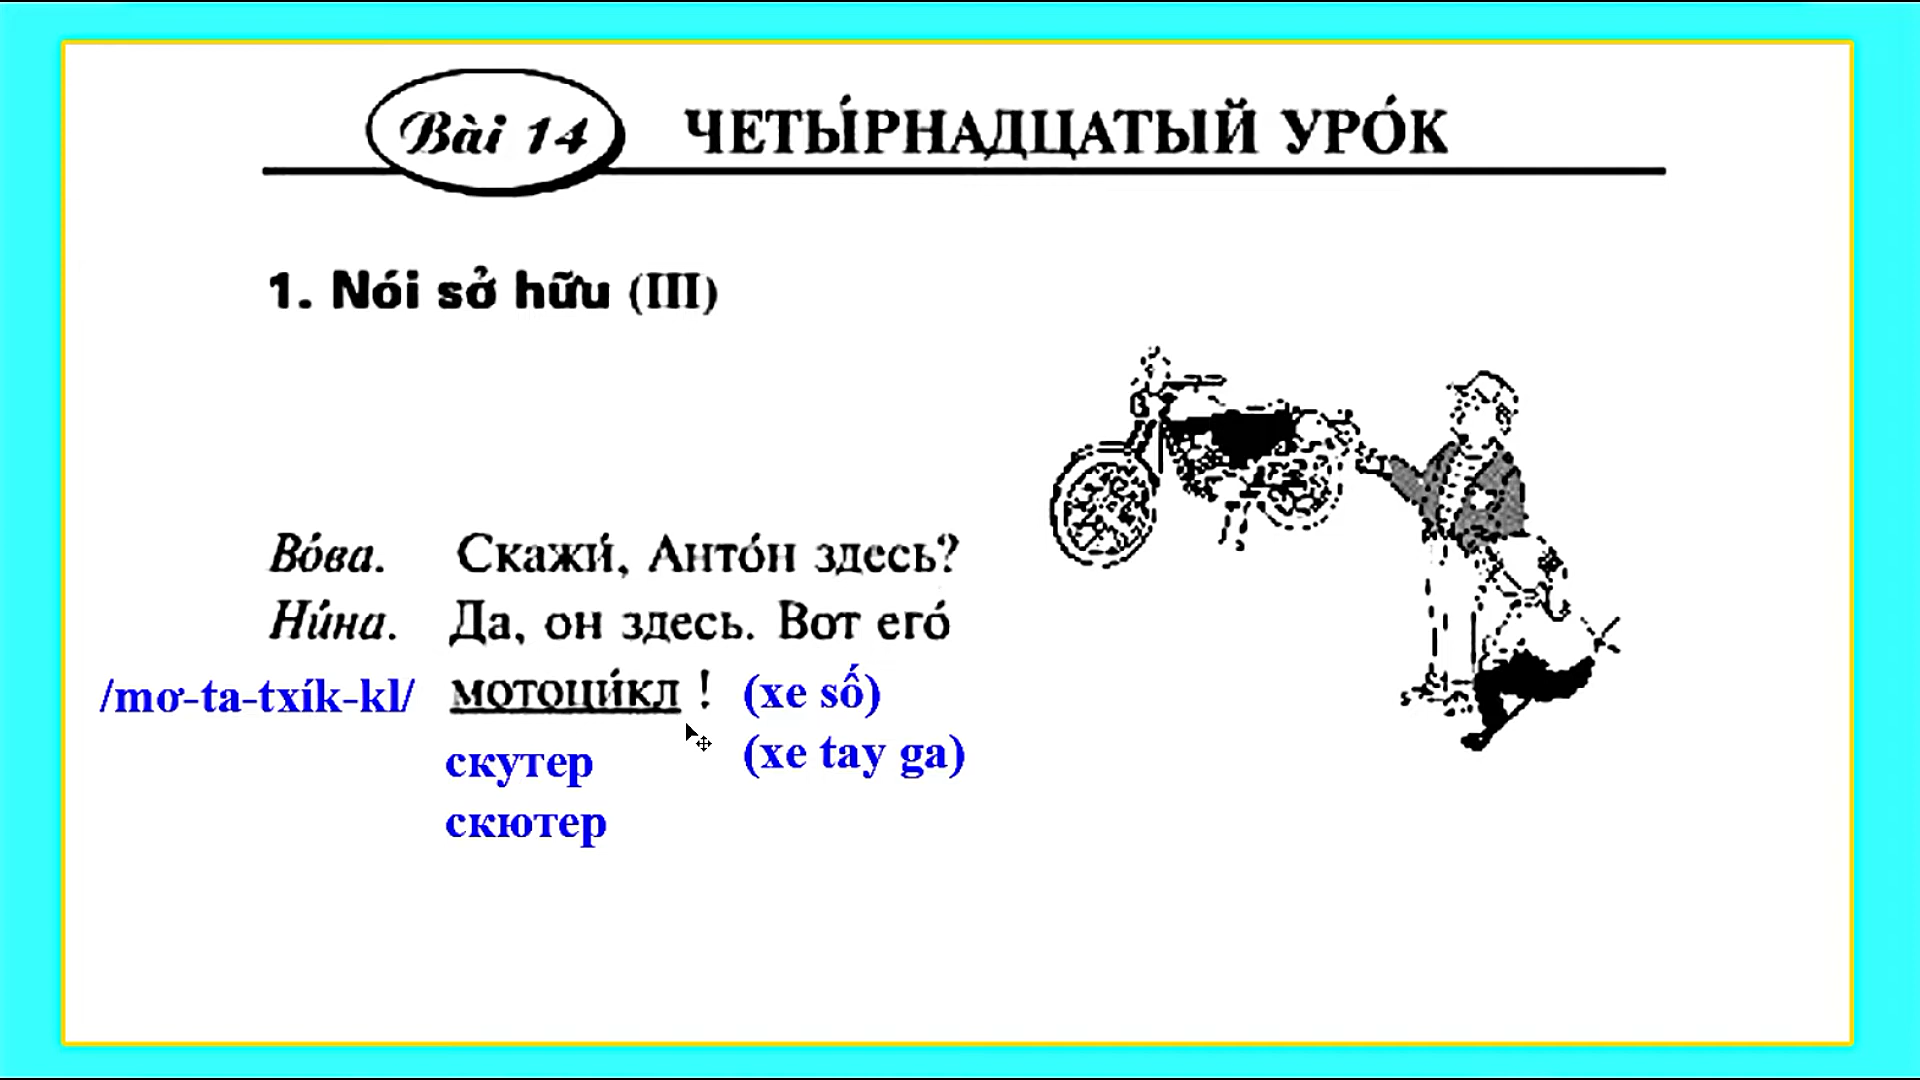 Bài 14 ЧЕТЫ́РНАДЦАТЫЙ УРО́К
1. Nói sở hữu (III)
Во́ва. Скажи́, Анто́н здесь?
Ни́на. Да, он здесь. Вот его́
/mơ-ta-txík-kl/ мотоци́кл ! (xe số)
скутер (xe tay ga)
скютер